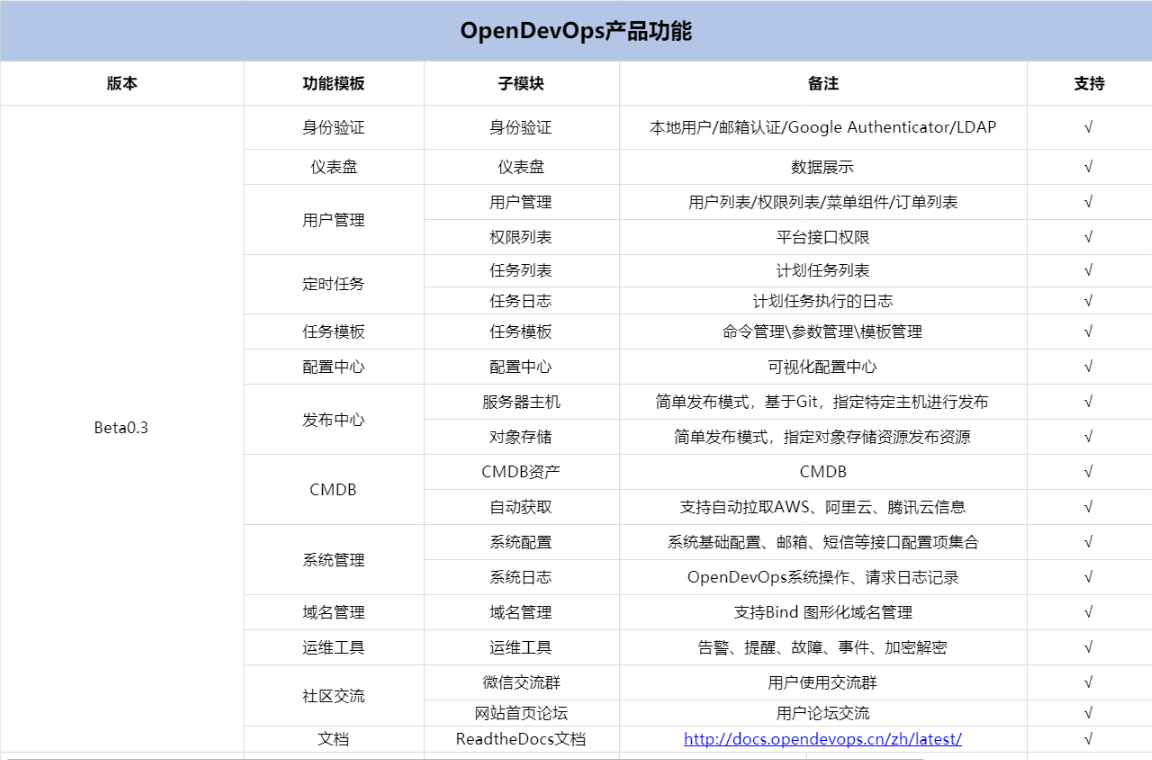 OpenDevOps产品功能
版本 功能模板 子模块 备注 支持
身份验证 身份验证 本地用户/邮箱认证/Google Authenticator/LDAP √
仪表盘 仪表盘 数据展示 √
用户管理 用户管理 用户列表/权限列表/菜单组件/订单列表 √
权限列表 平台接口权限 √
定时任务 任务列表 计划任务列表 √
任务日志 计划任务执行的日志 √
任务模板 任务模板 命令管理\参数管理\模板管理 √
配置中心 配置中心 可视化配置中心 √
Beta0.3
发布中心 服务器主机 简单发布模式，基于Git，指定特定主机进行发布 √
对象存储 简单发布模式，指定对象存储资源发布资源 √
CMDB CMDB资产 CMDB √
自动获取 支持自动拉取AWS、阿里云、腾讯云信息 √
系统管理 系统配置 系统基础配置、邮箱、短信等接口配置项集合 √
系统日志 OpenDevOps系统操作、请求日志记录 √
域名管理 域名管理 支持Bind 图形化域名管理 √
运维工具 运维工具 告警、提醒、故障、事件、加密解密 √
社区交流 微信交流群 用户使用交流群 √
网站首页论坛 用户论坛交流 √
文档 ReadtheDocs文档 http://docs.opendevops.cn/zh/latest/ √